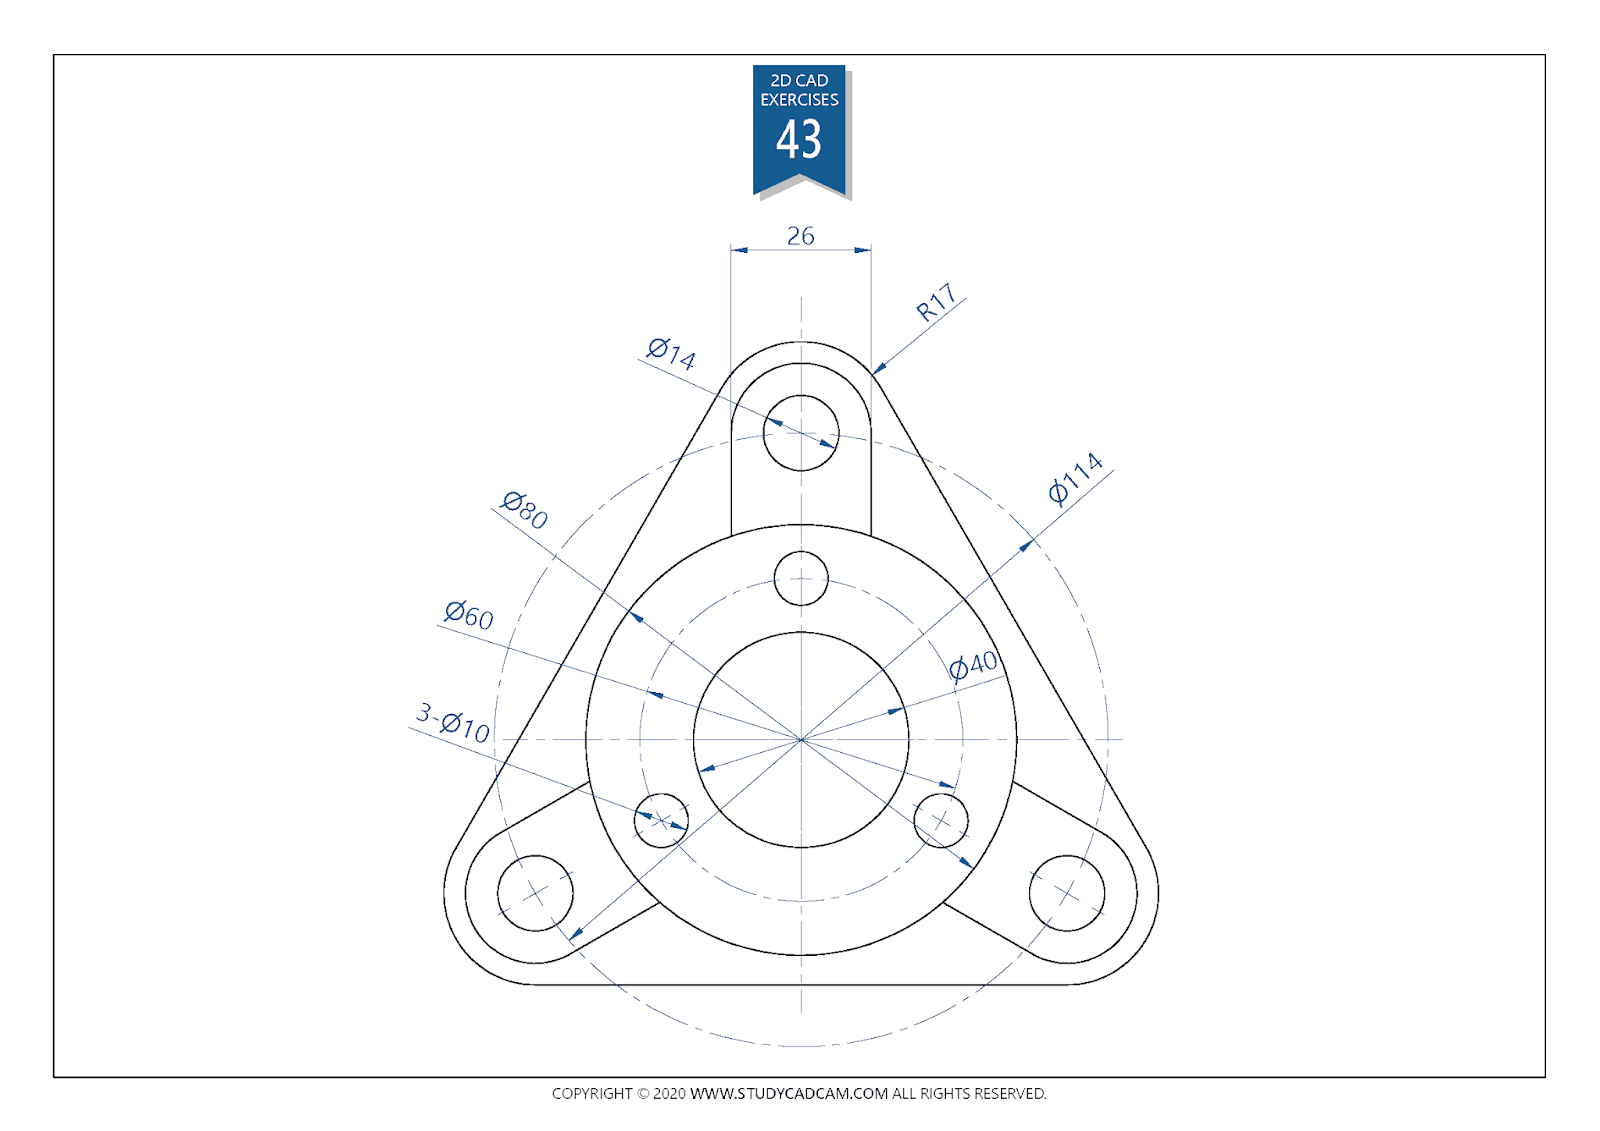 2D CAD
EXERCISES
43
26
R17
Ø14
Ø114
Ø80
Ø60
Ø40
3-Ø10
COPYRIGHT © 2020 WWW.STUDYCADCAM.COM ALL RIGHTS RESERVED.